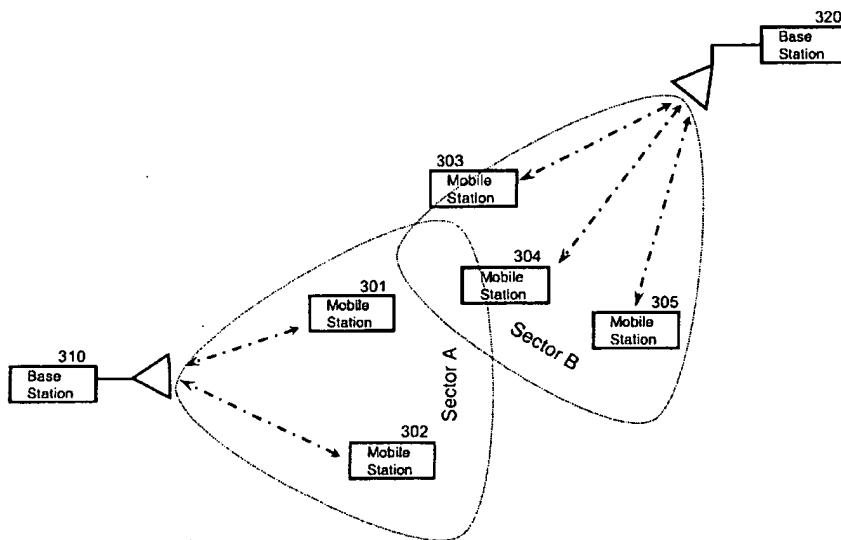 320
Base
Station
303
Mobile
Station
304
Mobile
Station
301
Mobile
Station
305
Mobile
Station
Sector B
Sector A
310
Base
Station
302
Mobile
Station